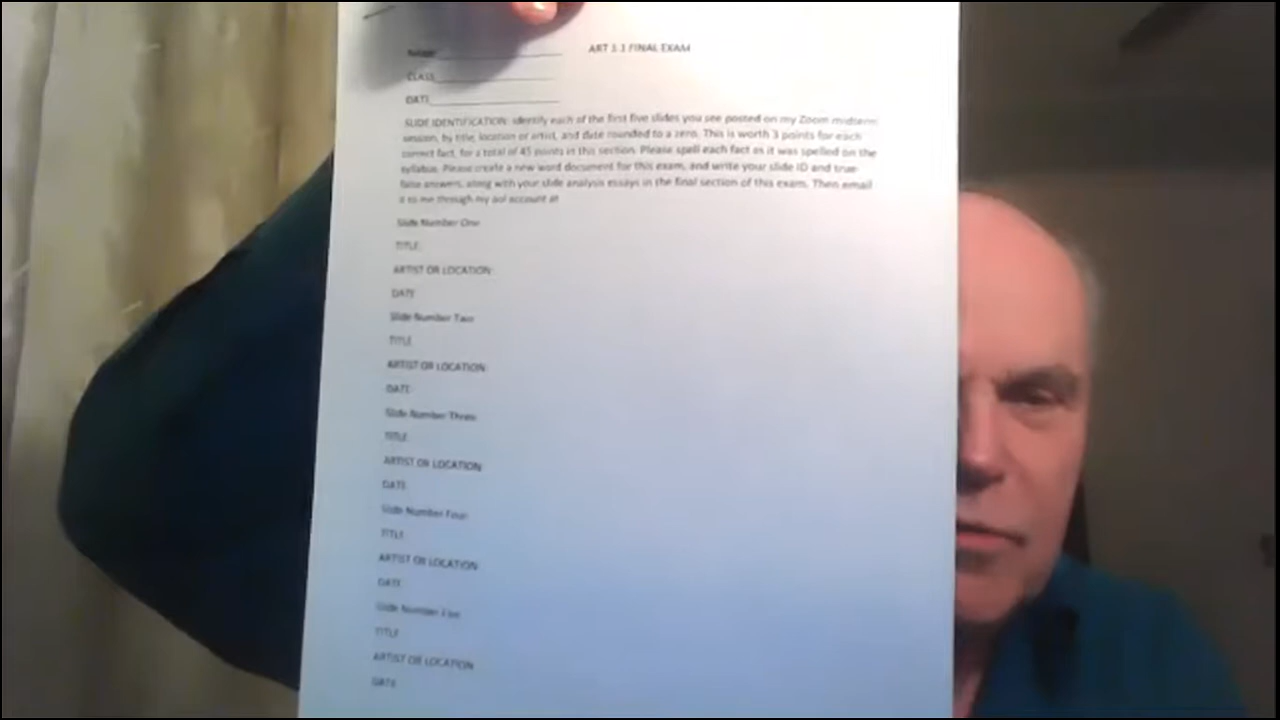 NAME____________ ART 1.1 FINAL EXAM
CLASS____________
DATE____________
SLIDE IDENTIFICATION: Identify each of the first five slides you see posted on my Zoom midterm
session, by title, location or artist, and date rounded to a zero. This is worth 3 points for each
correct fact, for a total of 45 points in this section. Please spell each fact as it was spelled on the
syllabus. Please create a new word document for this exam, and write your slide ID and true-
false answers, along with your slide analysis essays in the final section of this exam. Then email
it to me through my aol account at
Slide Number One
TITLE:
ARTIST OR LOCATION:
DATE:
Slide Number Two
TITLE:
ARTIST OR LOCATION:
DATE:
Slide Number Three
TITLE:
ARTIST OR LOCATION:
DATE:
Slide Number Four
TITLE:
ARTIST OR LOCATION:
DATE:
Slide Number Five
TITLE:
ARTIST OR LOCATION:
DATE: